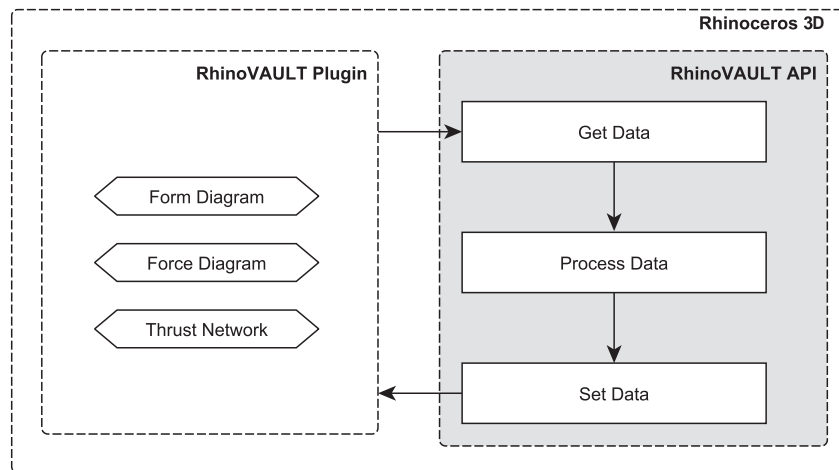 Rhinoceros 3D
RhinoVAULT Plugin
Form Diagram
Force Diagram
Thrust Network
RhinoVAULT API
Get Data
Process Data
Set Data